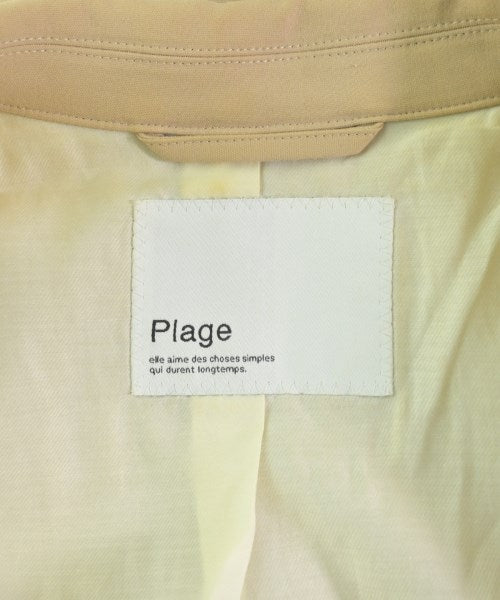 Plage
elle aime des choses simples
qui durent longtemps.